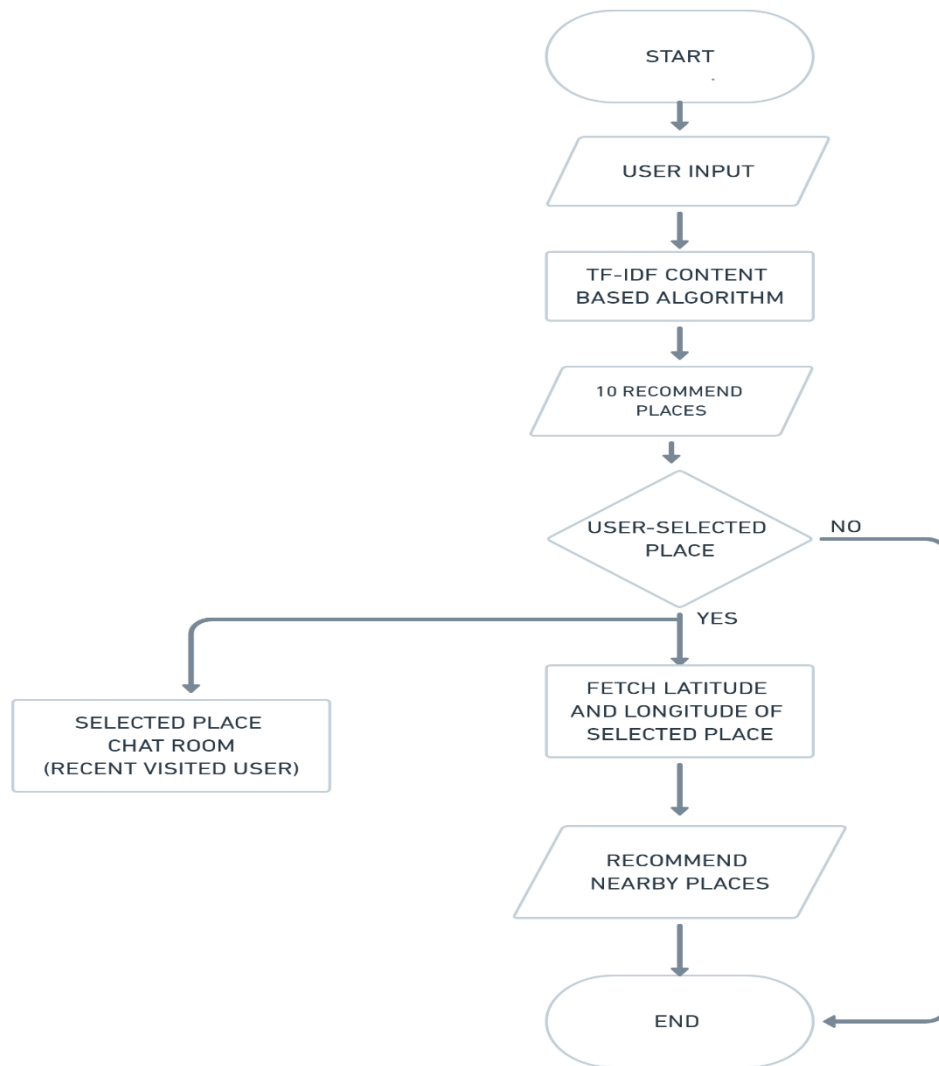 START
USER INPUT
TF-IDF CONTENT
BASED ALGORITHM
10 RECOMMEND
PLACES
USER-SELECTED
PLACE
NO
YES
SELECTED PLACE
CHAT ROOM
(RECENT VISITED USER)
FETCH LATITUDE
AND LONGITUDE OF
SELECTED PLACE
RECOMMEND
NEARBY PLACES
END